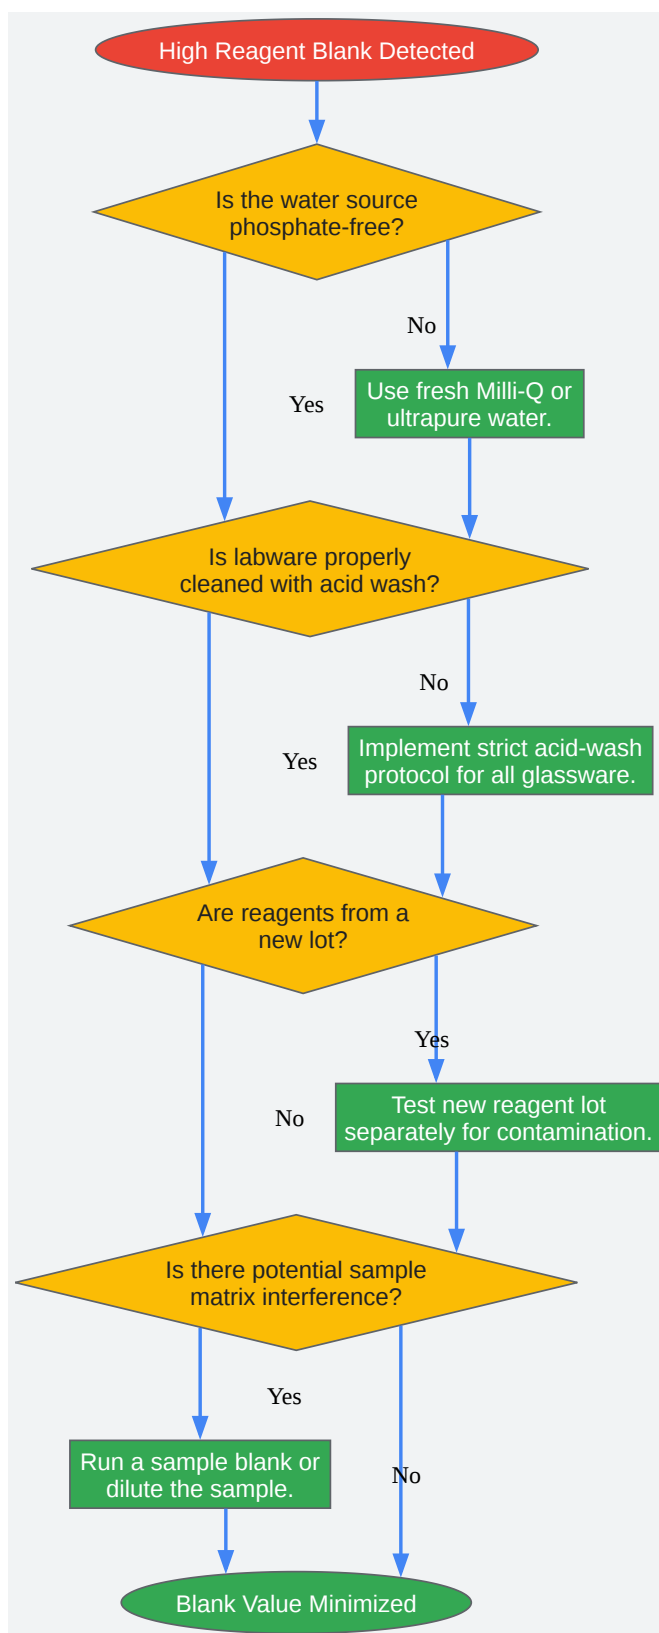 High Reagent Blank Detected
Is the water source
phosphate-free?
No
Yes
Use fresh Milli-Q or
ultrapure water.
Is labware properly
cleaned with acid wash?
No
Yes
Implement strict acid-wash
protocol for all glassware.
Are reagents from a
new lot?
Yes
No
Test new reagent lot
separately for contamination.
Is there potential sample
matrix interference?
Yes
No
Run a sample blank or
dilute the sample.
Blank Value Minimized